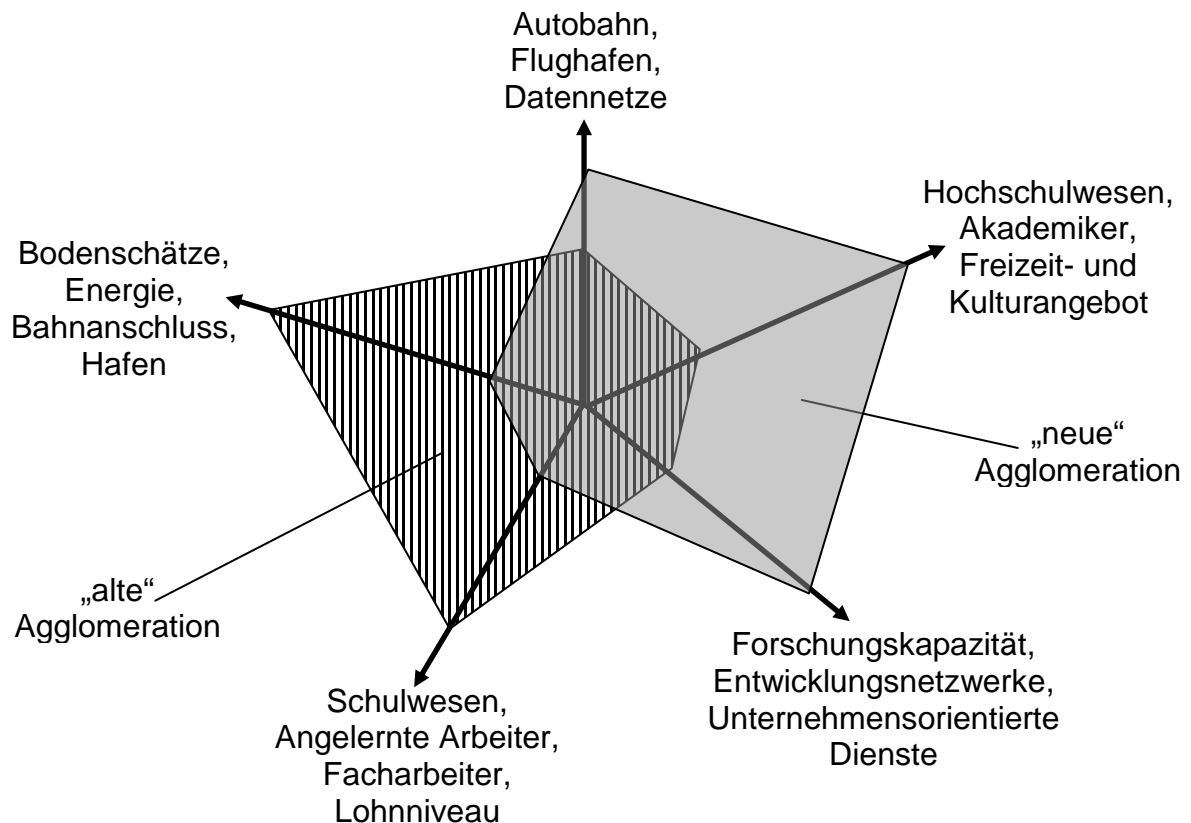 Autobahn,
Flughafen,
Datennetze
Hochschulwesen,
Akademiker,
Freizeit- und
Kulturangebot
Bodenschätze,
Energie,
Bahnanschluss,
Hafen
„neue“
Agglomeration
„alte“
Agglomeration
Forschungskapazität,
Entwicklungsnetzwerke,
Unternehmensorientierte
Dienste
Schulwesen,
Angelernte Arbeiter,
Facharbeiter,
Lohnniveau